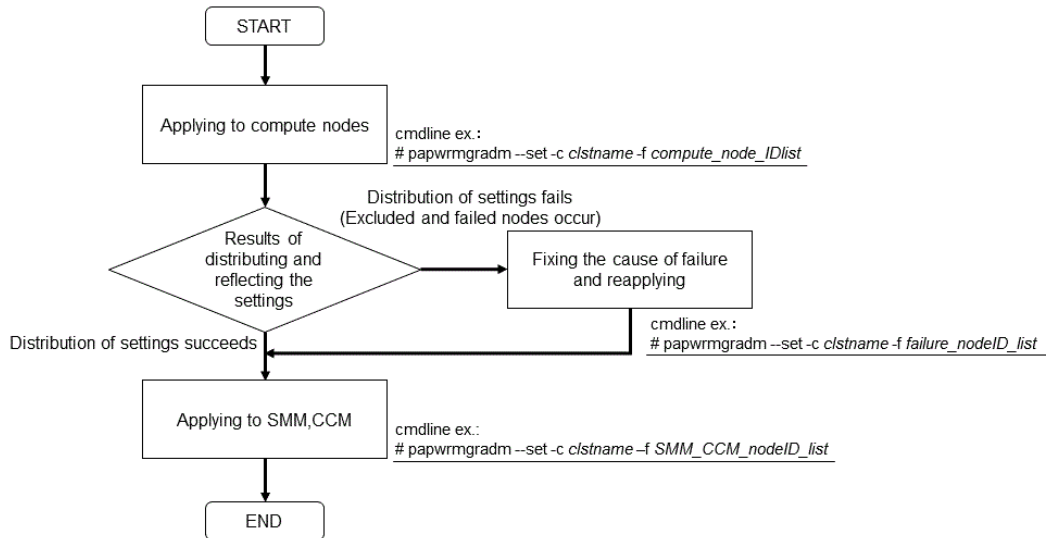 START
Applying to compute nodes
cmdline ex.:
# papwrmgradm --set -c clstname -f compute_node_IDlist
Distribution of settings fails
(Excluded and failed nodes occur)
Results of
distributing and
reflecting the
settings
Fixing the cause of failure
and reapplying
Distribution of settings succeeds
cmdline ex.:
# papwrmgradm --set -c clstname -f failure_nodeID_list
Applying to SMM,CCM
cmdline ex.:
# papwrmgradm --set -c clstname –f SMM_CCM_nodeID_list
END